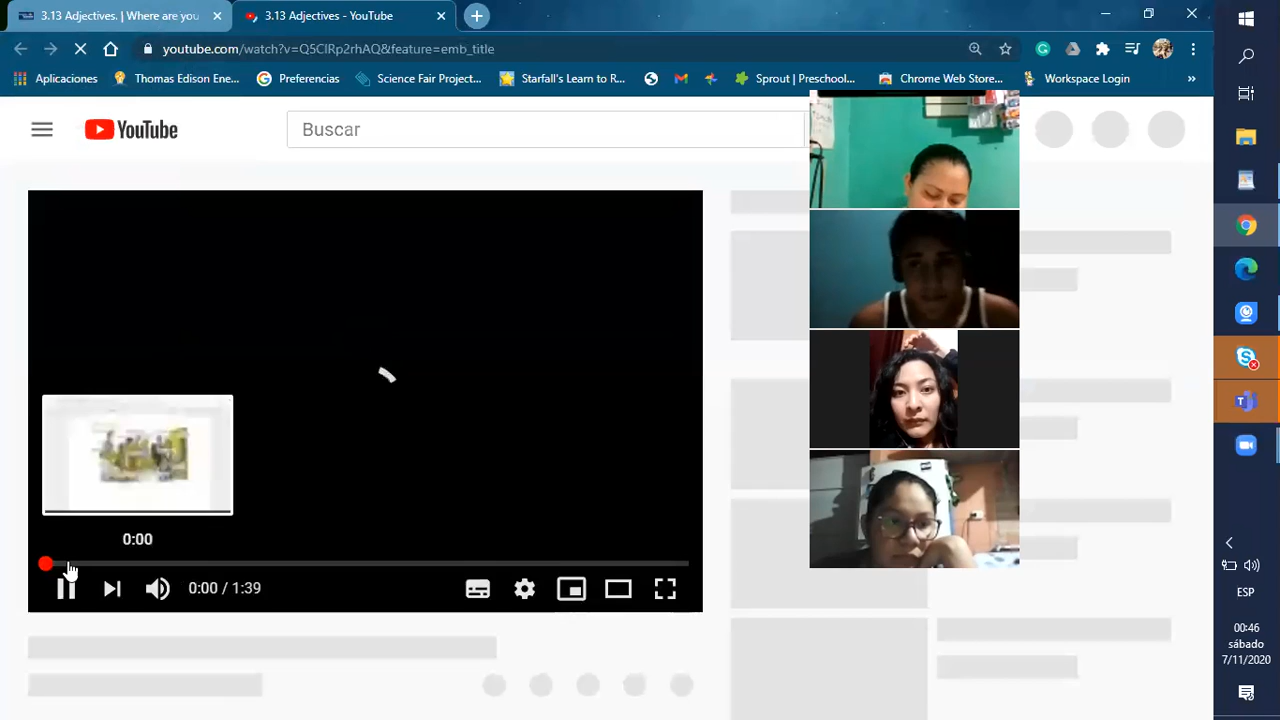 3.13 Adjectives. | Where are you
3.13 Adjectives - YouTube
youtube.com/watch?v=Q5ClRp2rhAQ&feature=emb_title
Aplicaciones
Thomas Edison Ene...
Preferencias
Science Fair Project...
Starfall's Learn to R...
Sprout | Preschool...
Chrome Web Store...
Workspace Login
»
YouTube
Buscar
0:00
0:00 / 1:39
ESP
00:46
sábado
7/11/2020